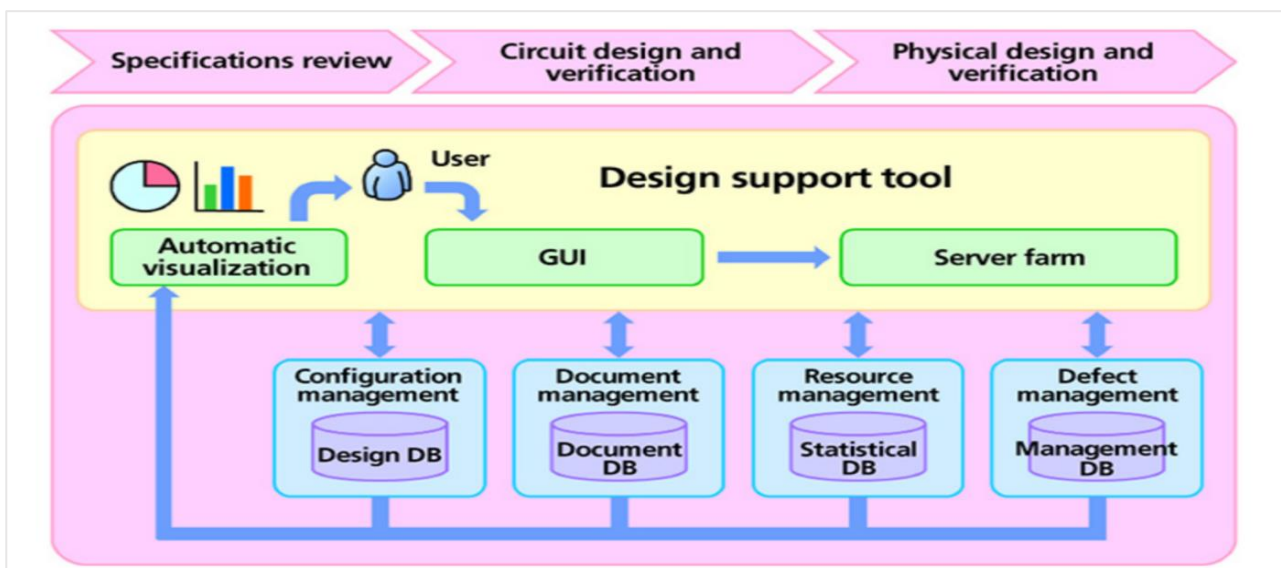 Specifications review
Circuit design and
verification
Physical design and
verification
User
Design support tool
Automatic
visualization
GUI
Server farm
Configuration
management
Design DB
Document
management
Document
DB
Resource
management
Statistical
DB
Defect
management
Management
DB